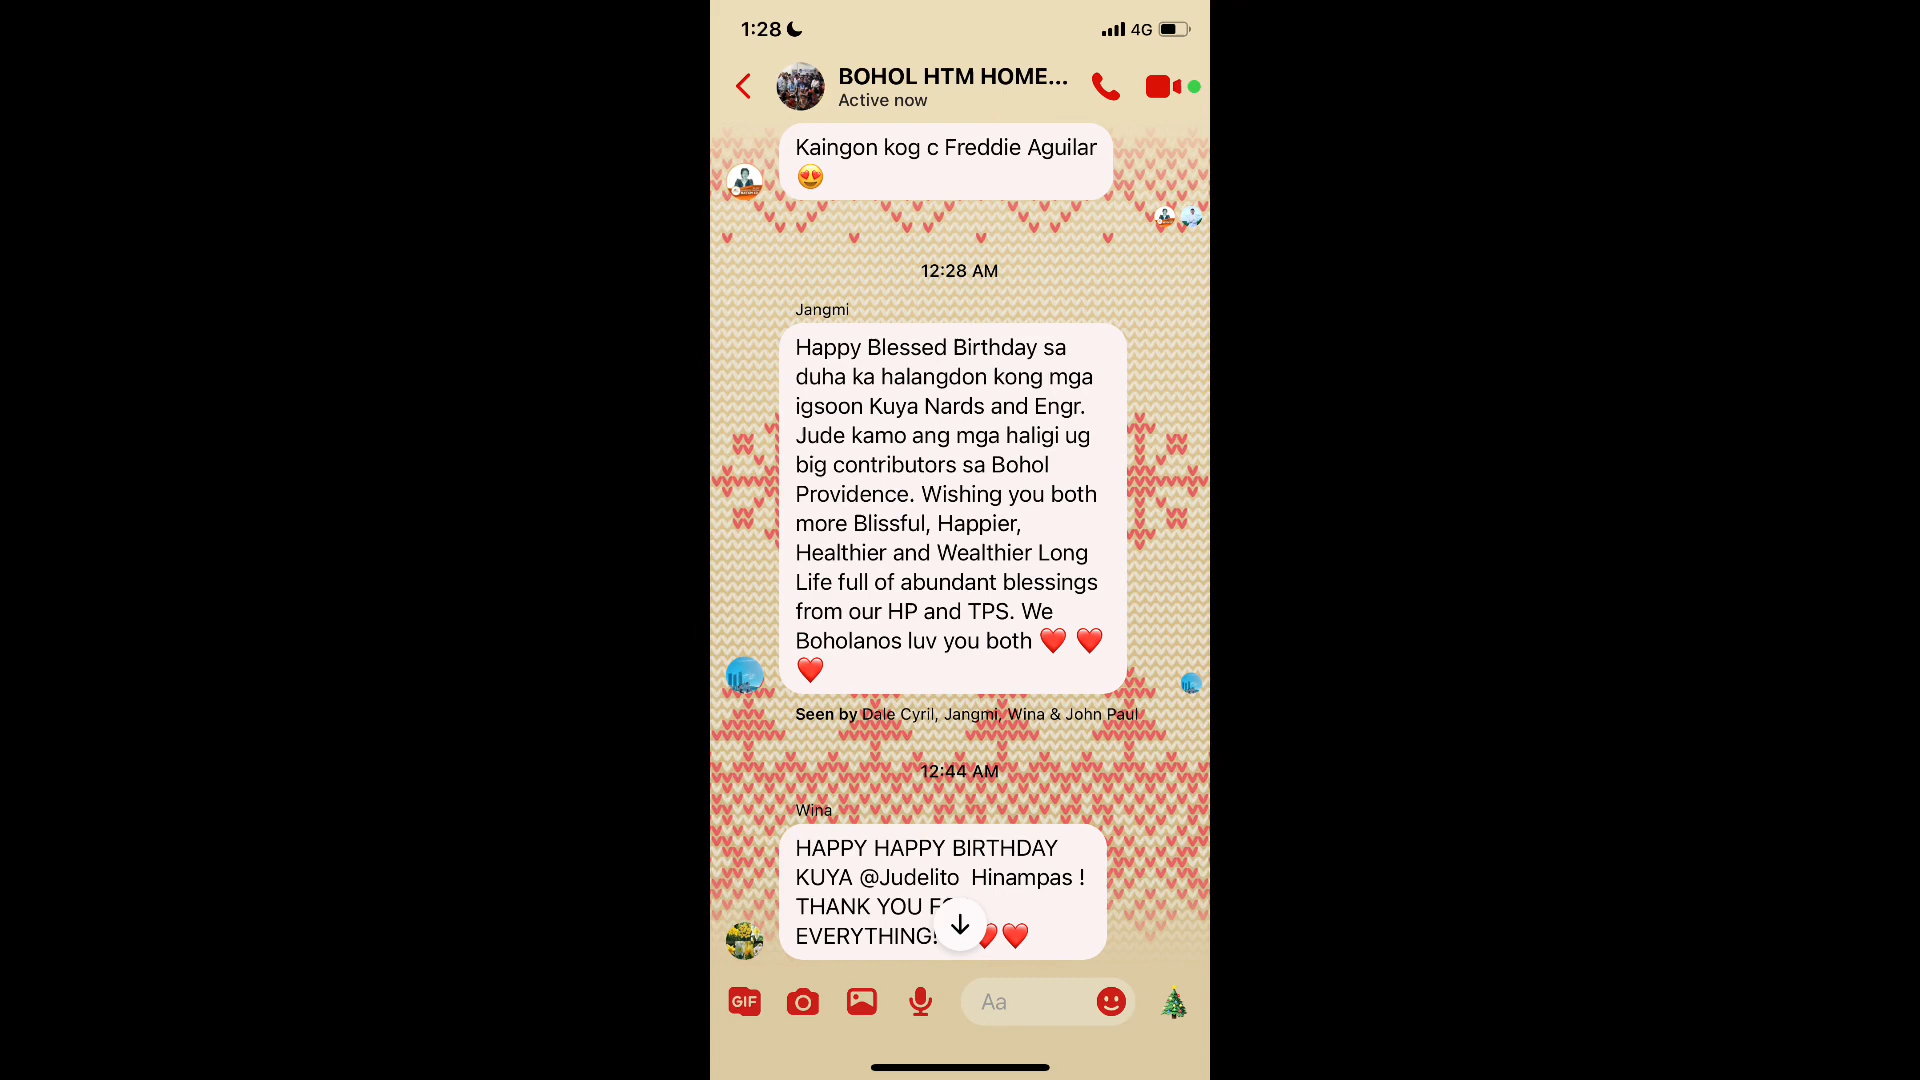 1:28
4G
BOHOL HTM HOME...
Active now
Kaingon kog c Freddie Aguilar
😍
12:28 AM
Jangmi
Happy Blessed Birthday sa
duha ka halangdon kong mga
igsoon Kuya Nards and Engr.
Jude kamo ang mga haligi ug
big contributors sa Bohol
Providence. Wishing you both
more Blissful, Happier,
Healthier and Wealthier Long
Life full of abundant blessings
from our HP and TPS. We
Boholanos luv you both ❤️ ❤️
❤️
Seen by Dale Cyril, Jangmi, Wina & John Paul
12:44 AM
Wina
HAPPY HAPPY BIRTHDAY
KUYA @Judelito Hinampas !
THANK YOU
EVERYTHING! ❤️❤️
GIF
Aa